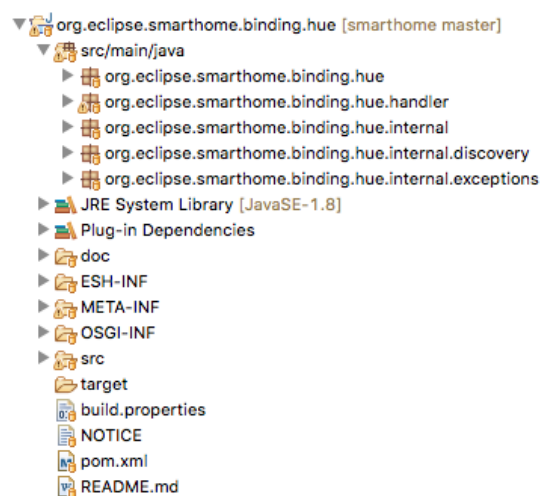 org.eclipse.smarthome.binding.hue [smarthome master]
src/main/java
org.eclipse.smarthome.binding.hue
org.eclipse.smarthome.binding.hue.handler
org.eclipse.smarthome.binding.hue.internal
org.eclipse.smarthome.binding.hue.internal.discovery
org.eclipse.smarthome.binding.hue.internal.exceptions
JRE System Library [JavaSE-1.8]
Plug-in Dependencies
doc
ESH-INF
META-INF
OSGI-INF
src
target
build.properties
NOTICE
pom.xml
README.md